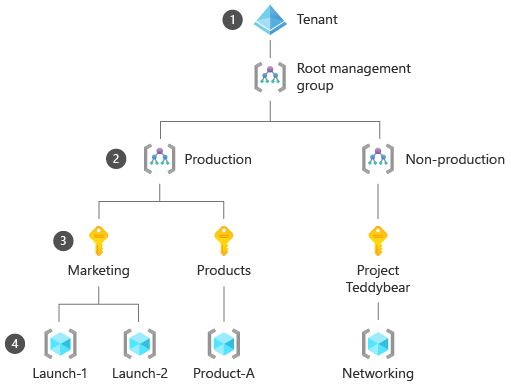 1 Tenant
Root management
group
2 Production
Non-production
3
Marketing
Products
Project
Teddybear
4
Launch-1
Launch-2
Product-A
Networking